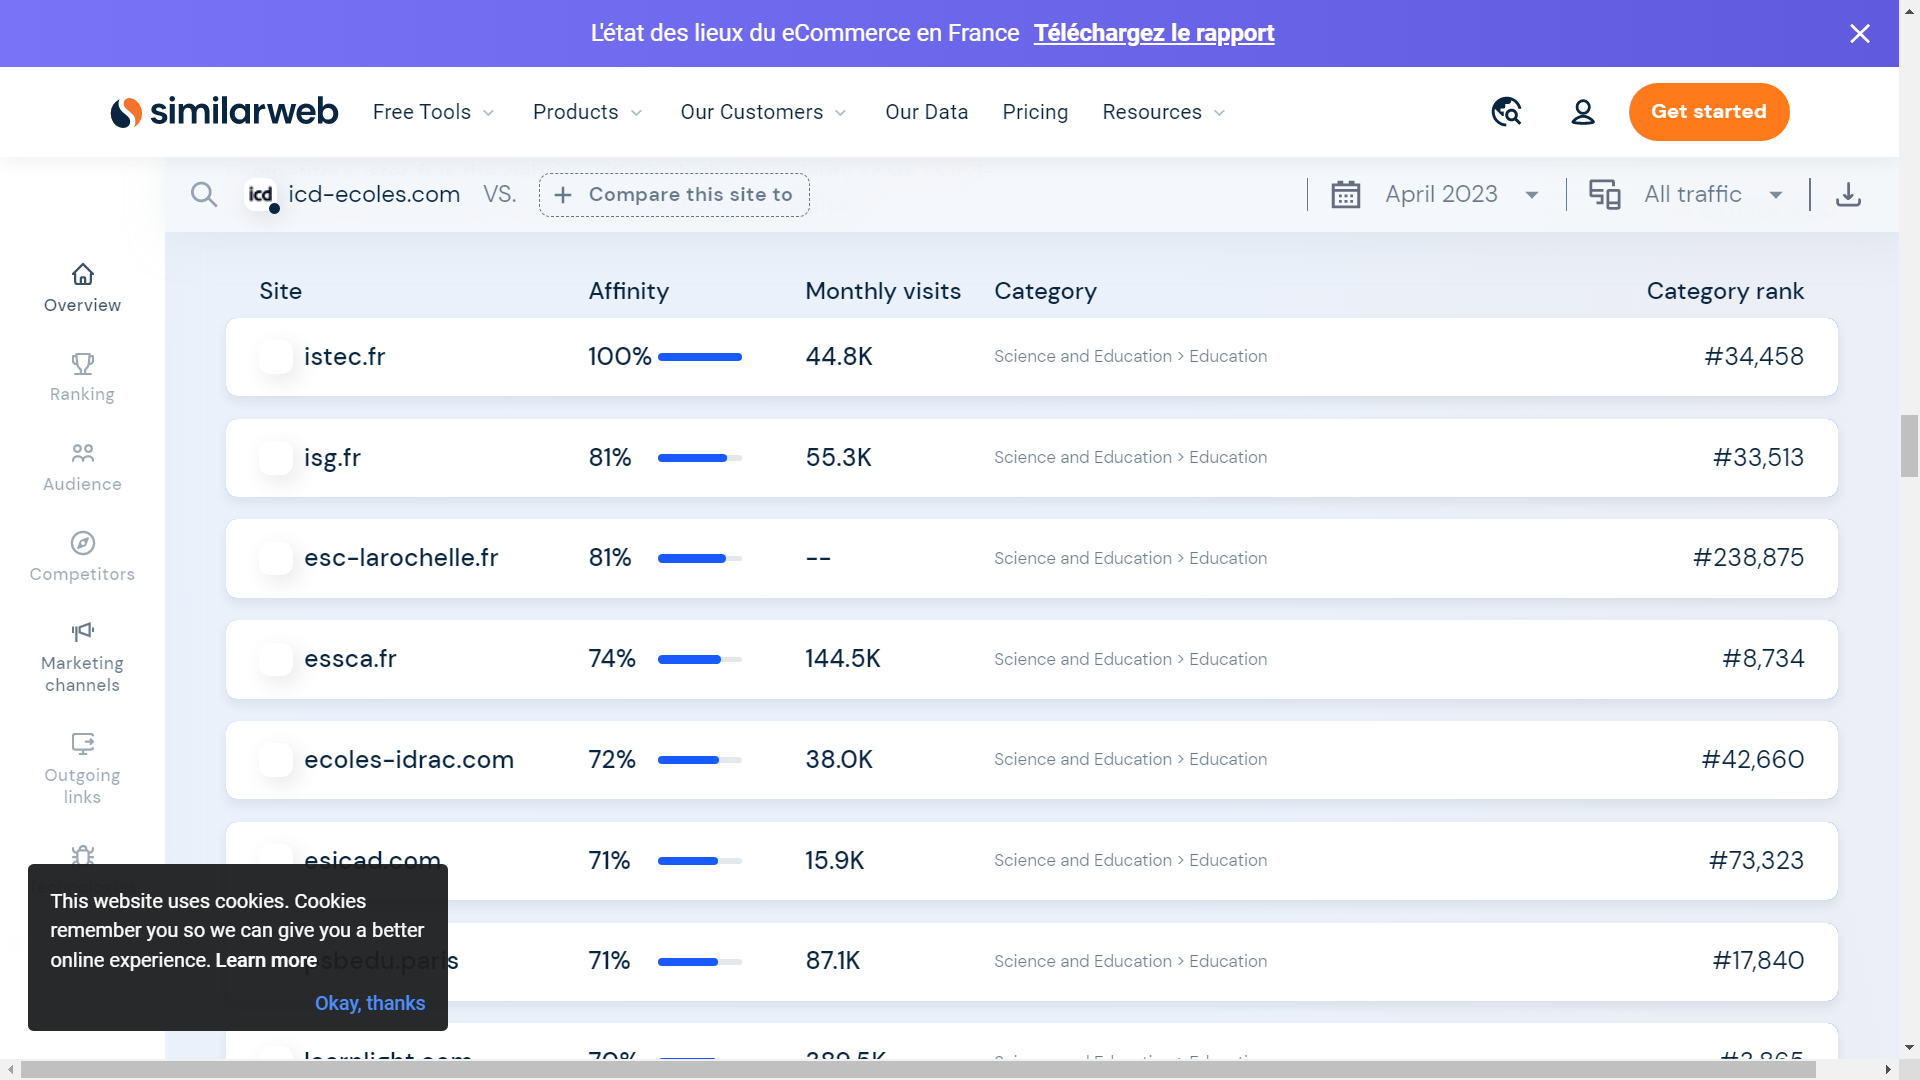 L'état des lieux du eCommerce en France Téléchargez le rapport
similarweb Free Tools Products Our Customers Our Data Pricing Resources Get started
icd icd-ecoles.com VS. + Compare this site to April 2023 All traffic
Overview
Ranking
Audience
Competitors
Marketing
channels
Outgoing
links
Site Affinity Monthly visits Category Category rank
istec.fr 100% 44.8K Science and Education > Education #34,458
isg.fr 81% 55.3K Science and Education > Education #33,513
esc-larochelle.fr 81% -- Science and Education > Education #238,875
essca.fr 74% 144.5K Science and Education > Education #8,734
ecoles-idrac.com 72% 38.0K Science and Education > Education #42,660
esicad.com 71% 15.9K Science and Education > Education #73,323
psbedu.paris 71% 87.1K Science and Education > Education #17,840
70%
This website uses cookies. Cookies
remember you so we can give you a better
online experience. Learn more
Okay, thanks